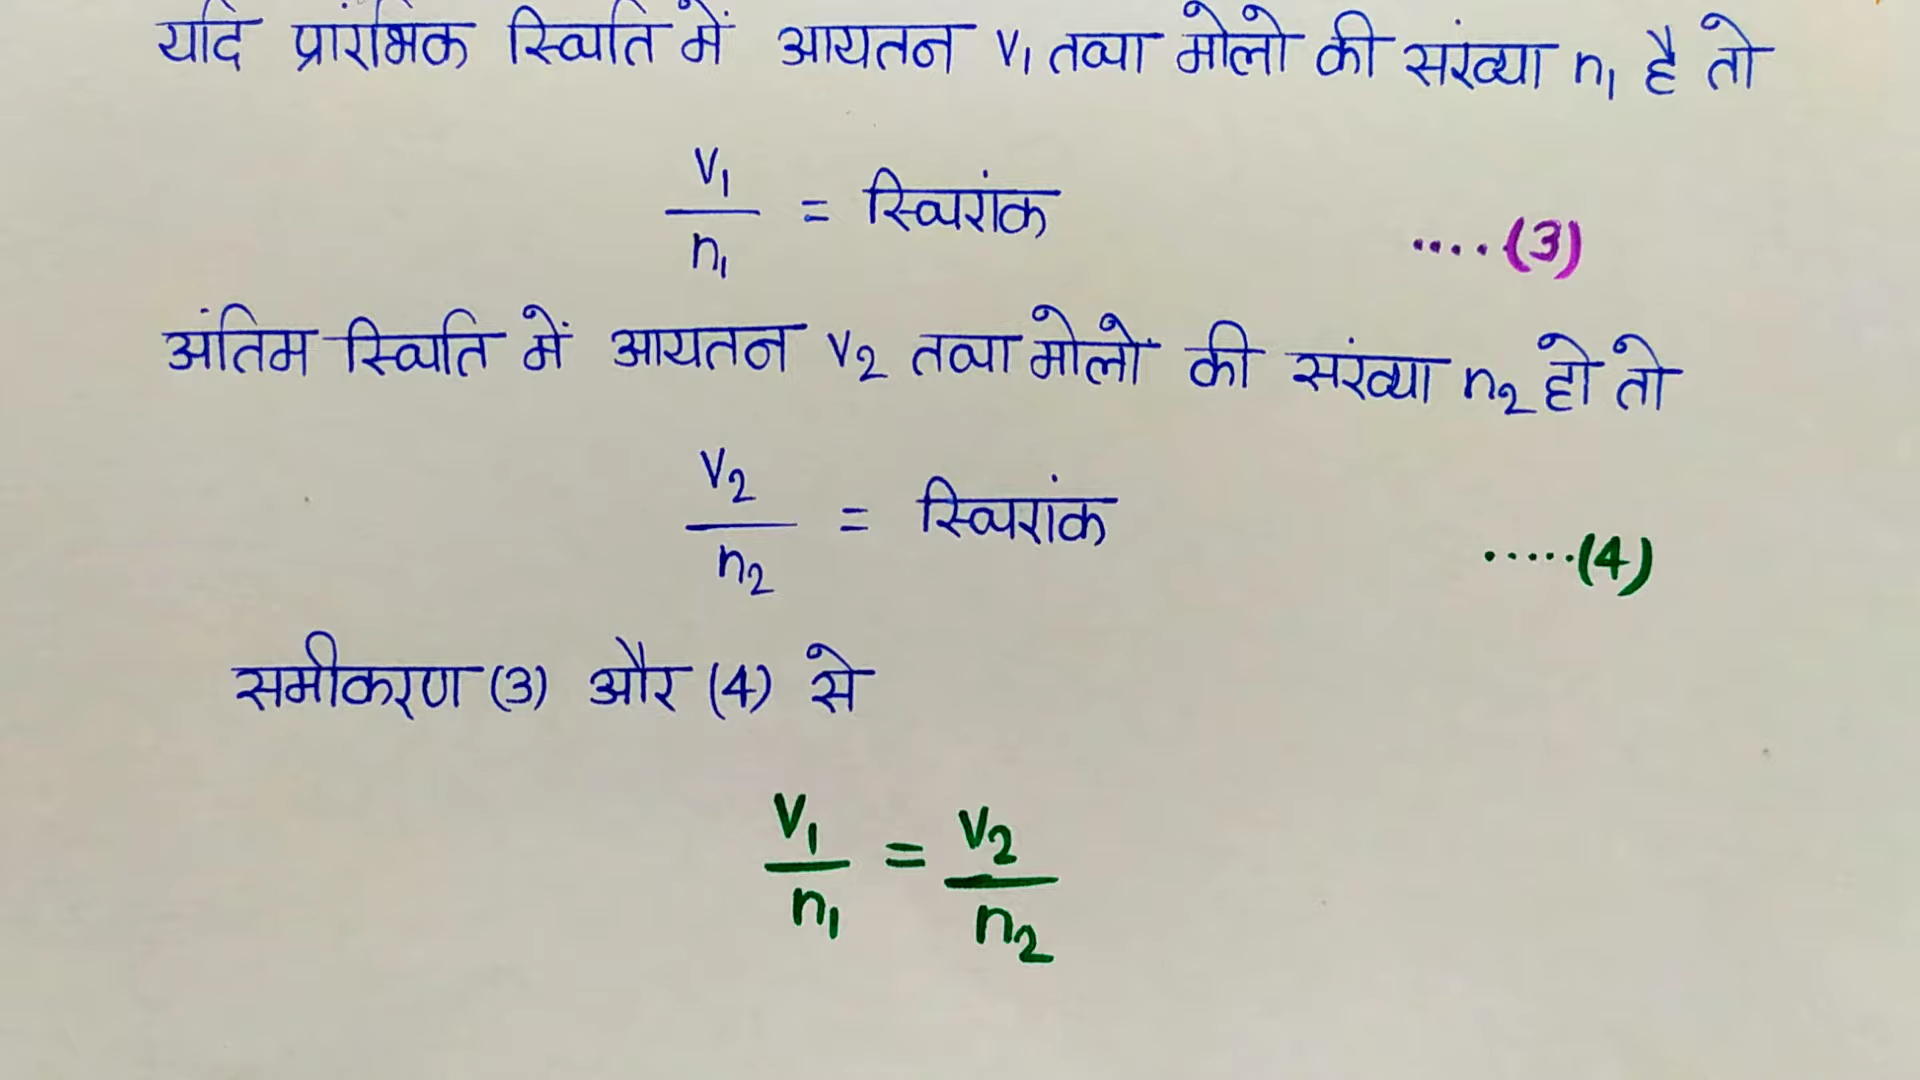 यदि प्रारंभिक स्थिति में आयतन V₁ तथा मोलो की संख्या n₁ है तो
V₁/n₁ = स्थिरांक ....(3)
अंतिम स्थिति में आयतन V₂ तथा मोलों की संख्या n₂ हो तो
V₂/n₂ = स्थिरांक .....(4)
समीकरण (3) और (4) से
V₁/n₁ = V₂/n₂